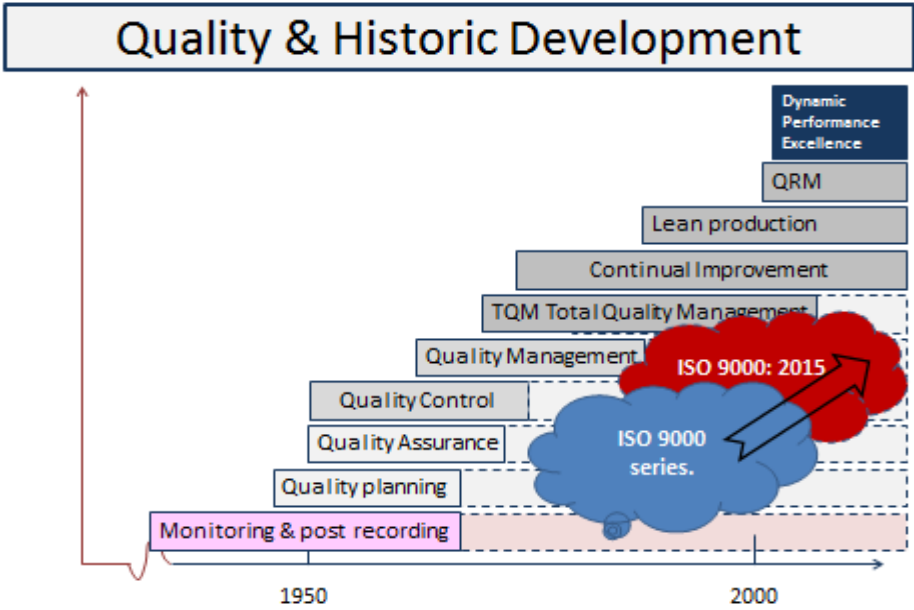 Quality & Historic Development
Dynamic
Performance
Excellence
QRM
Lean production
Continual Improvement
TQM Total Quality Management
Quality Management
ISO 9000: 2015
Quality Control
Quality Assurance
ISO 9000
series.
Quality planning
Monitoring & post recording
1950
2000